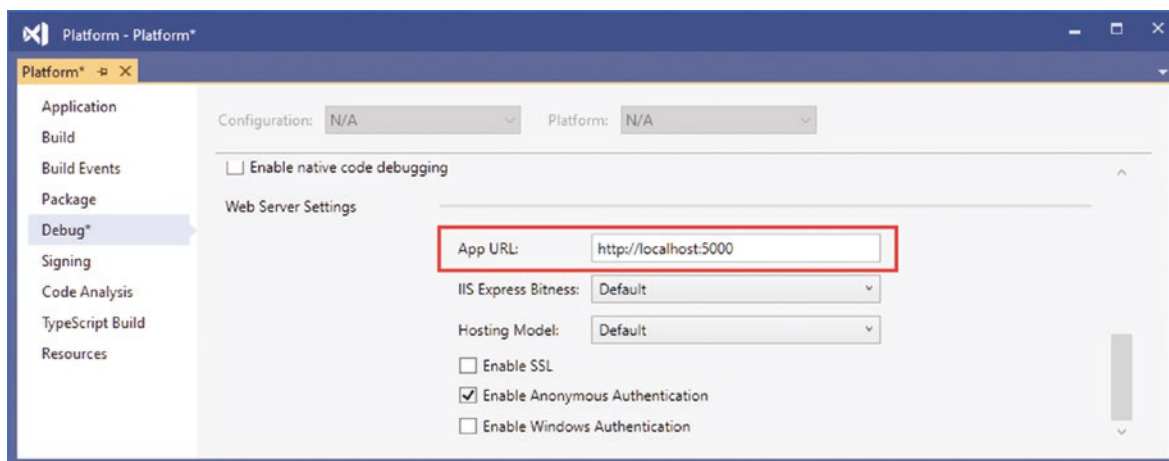 Platform - Platform*
Platform*
Application
Build
Build Events
Package
Debug*
Signing
Code Analysis
TypeScript Build
Resources
Configuration: N/A Platform: N/A
Enable native code debugging
Web Server Settings
App URL: http://localhost:5000
IIS Express Bitness: Default
Hosting Model: Default
Enable SSL
Enable Anonymous Authentication
Enable Windows Authentication